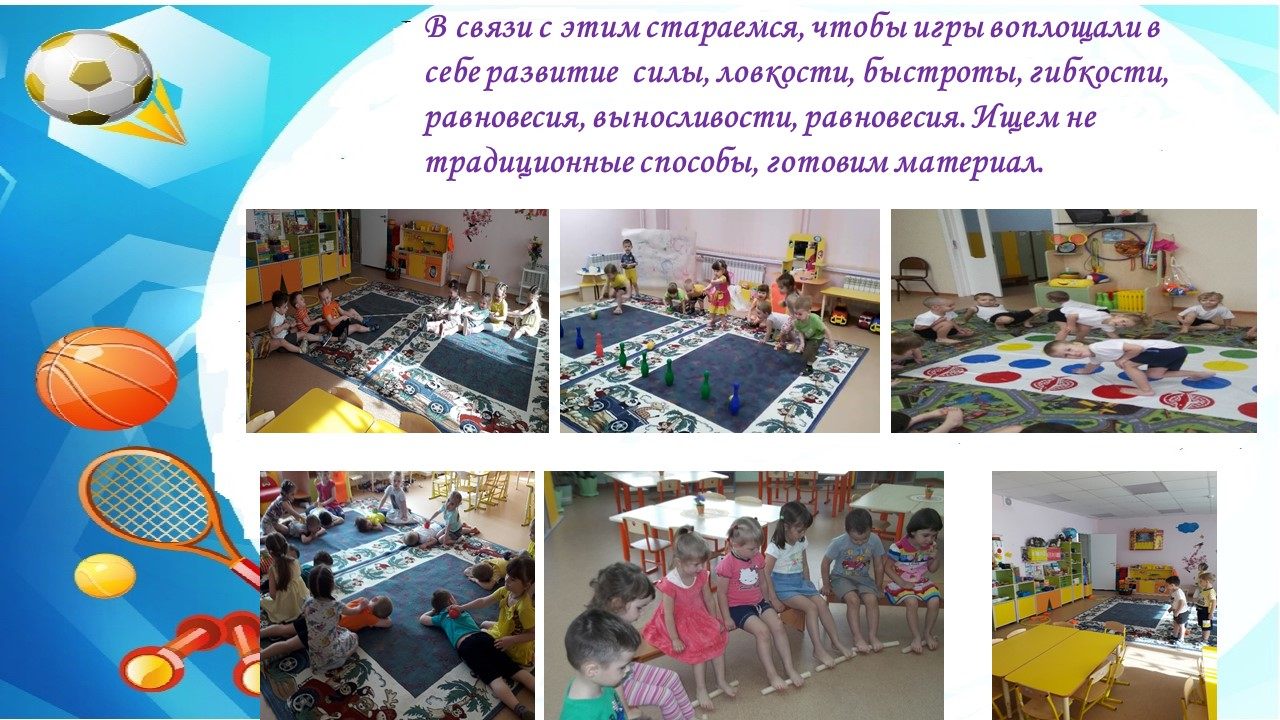 В связи с этим стараемся, чтобы игры воплощали в
себе развитие силы, ловкости, быстроты, гибкости,
равновесия, выносливости, равновесия. Ищем не
традиционные способы, готовим материал.